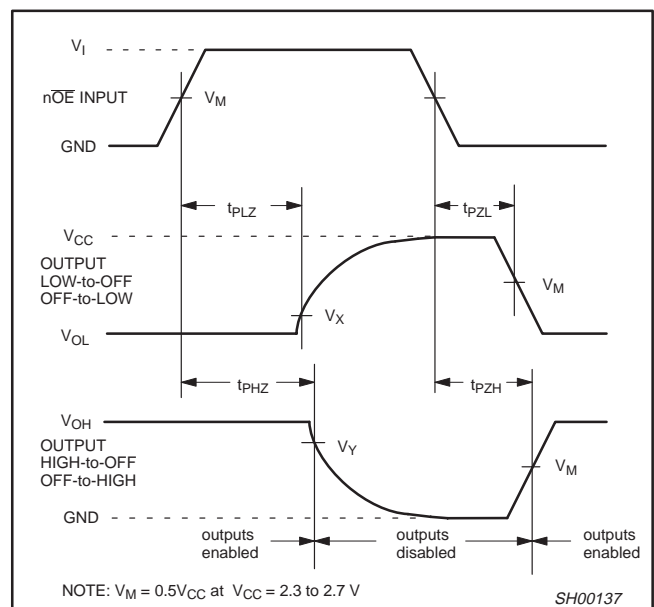 V_I
nO̅E̅ INPUT
V_M
GND
t_PLZ
t_PZL
V_CC
OUTPUT
LOW-to-OFF
OFF-to-LOW
V_M
V_X
V_OL
t_PHZ
t_PZH
V_OH
OUTPUT
HIGH-to-OFF
OFF-to-HIGH
V_Y
V_M
GND
outputs
enabled
outputs
disabled
outputs
enabled
NOTE: V_M = 0.5V_CC at V_CC = 2.3 to 2.7 V
SH00137